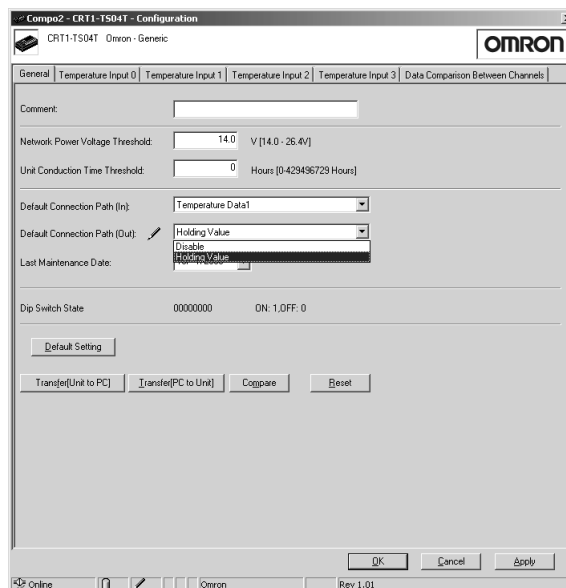 Compo2 - CRT1-TS04T - Configuration
CRT1-TS04T Omron - Generic
OMRON
General Temperature Input 0 Temperature Input 1 Temperature Input 2 Temperature Input 3 Data Comparison Between Channels
Comment:
Network Power Voltage Threshold: 14.0 V [14.0 - 26.4V]
Unit Conduction Time Threshold: 0 Hours [0-429496729 Hours]
Default Connection Path (In): Temperature Data1
Default Connection Path (Out): Holding Value
Disable
Holding Value
Last Maintenance Date:
Dip Switch State 00000000 ON: 1,OFF: 0
Default Setting
Transfer[Unit to PC] Transfer[PC to Unit] Compare Reset
OK Cancel Apply
Online Omron Rev 1.01